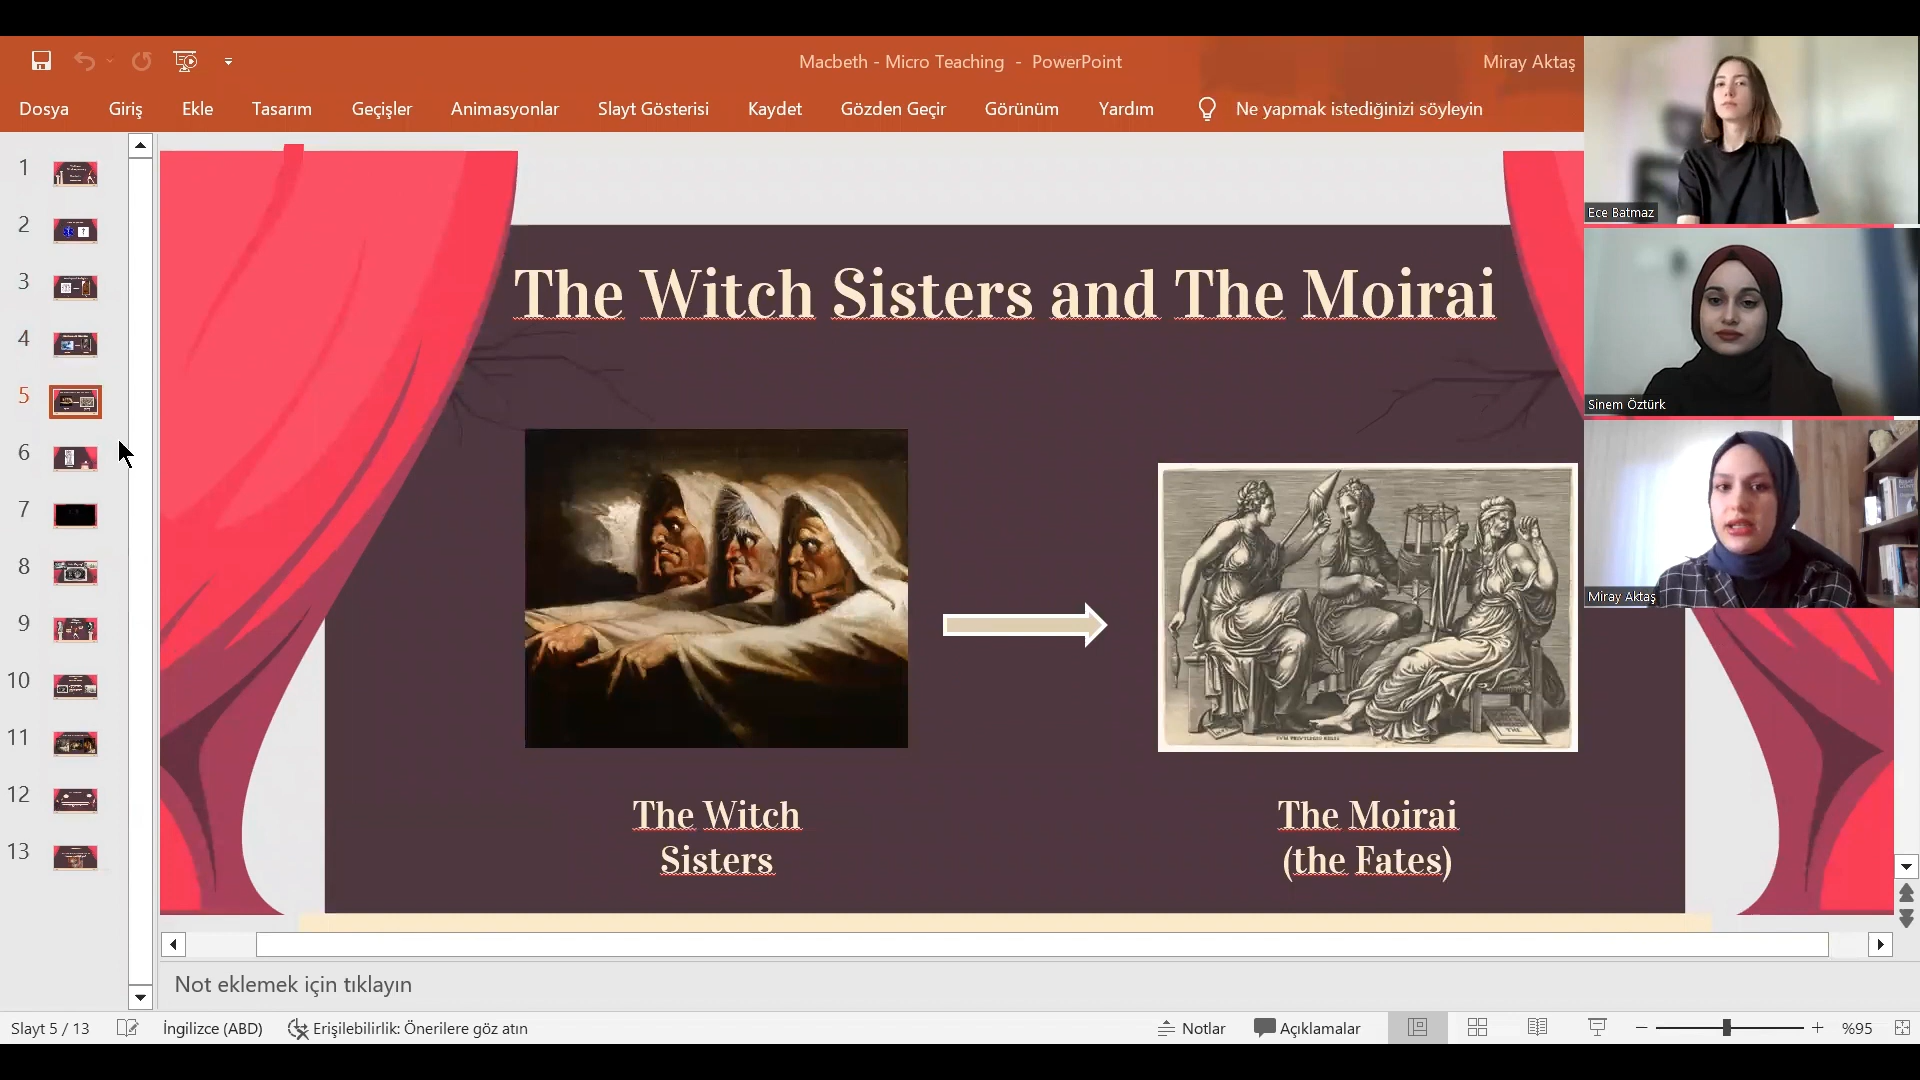 Macbeth - Micro Teaching - PowerPoint
Miray Aktaş
Dosya Giriş Ekle Tasarım Geçişler Animasyonlar Slayt Gösterisi Kaydet Gözden Geçir Görünüm Yardım Ne yapmak istediğinizi söyleyin
1
2
3
4
5
6
7
8
9
10
11
12
13
The Witch Sisters and The Moirai
The Witch
Sisters
The Moirai
(the Fates)
Ece Batmaz
Sinem Öztürk
Miray Aktaş
Not eklemek için tıklayın
Slayt 5 / 13 İngilizce (ABD) Erişilebilirlik: Önerilere göz atın Notlar Açıklamalar %95